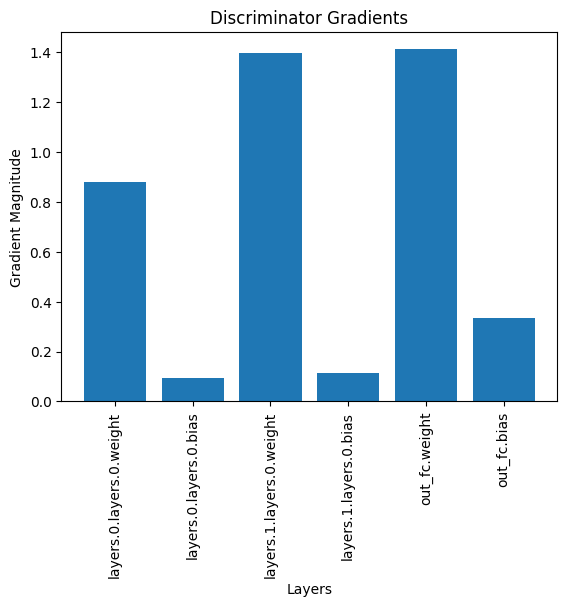 Discriminator Gradients
Gradient Magnitude
1.4
1.2
1.0
0.8
0.6
0.4
0.2
0.0
layers.0.layers.0.weight
layers.0.layers.0.bias
layers.1.layers.0.weight
layers.1.layers.0.bias
out_fc.weight
out_fc.bias
Layers